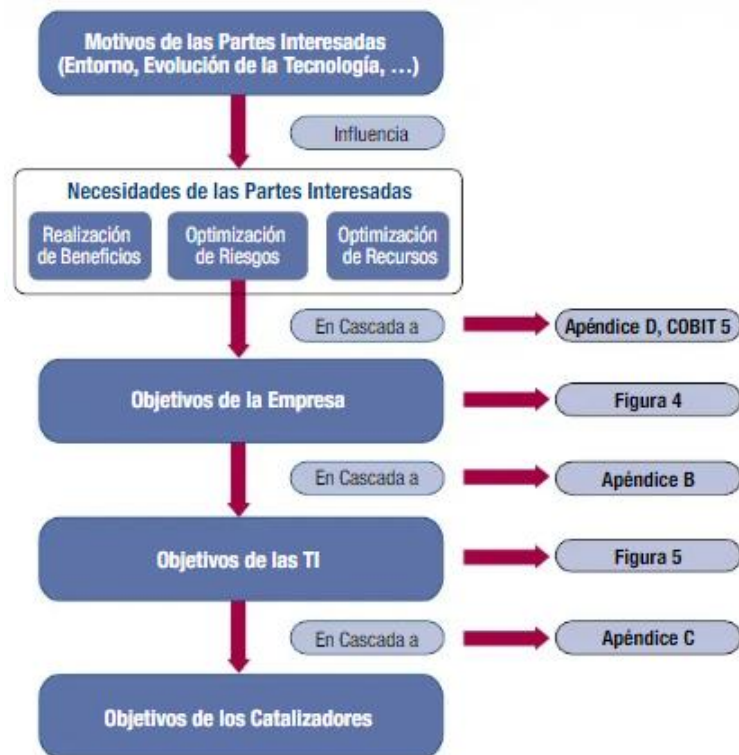 Motivos de las Partes Interesadas
(Entorno, Evolución de la Tecnología, …)
Influencia
Necesidades de las Partes Interesadas
Realización
de Beneficios
Optimización
de Riesgos
Optimización
de Recursos
En Cascada a
Apéndice D, COBIT 5
Objetivos de la Empresa
Figura 4
En Cascada a
Apéndice B
Objetivos de las TI
Figura 5
En Cascada a
Apéndice C
Objetivos de los Catalizadores